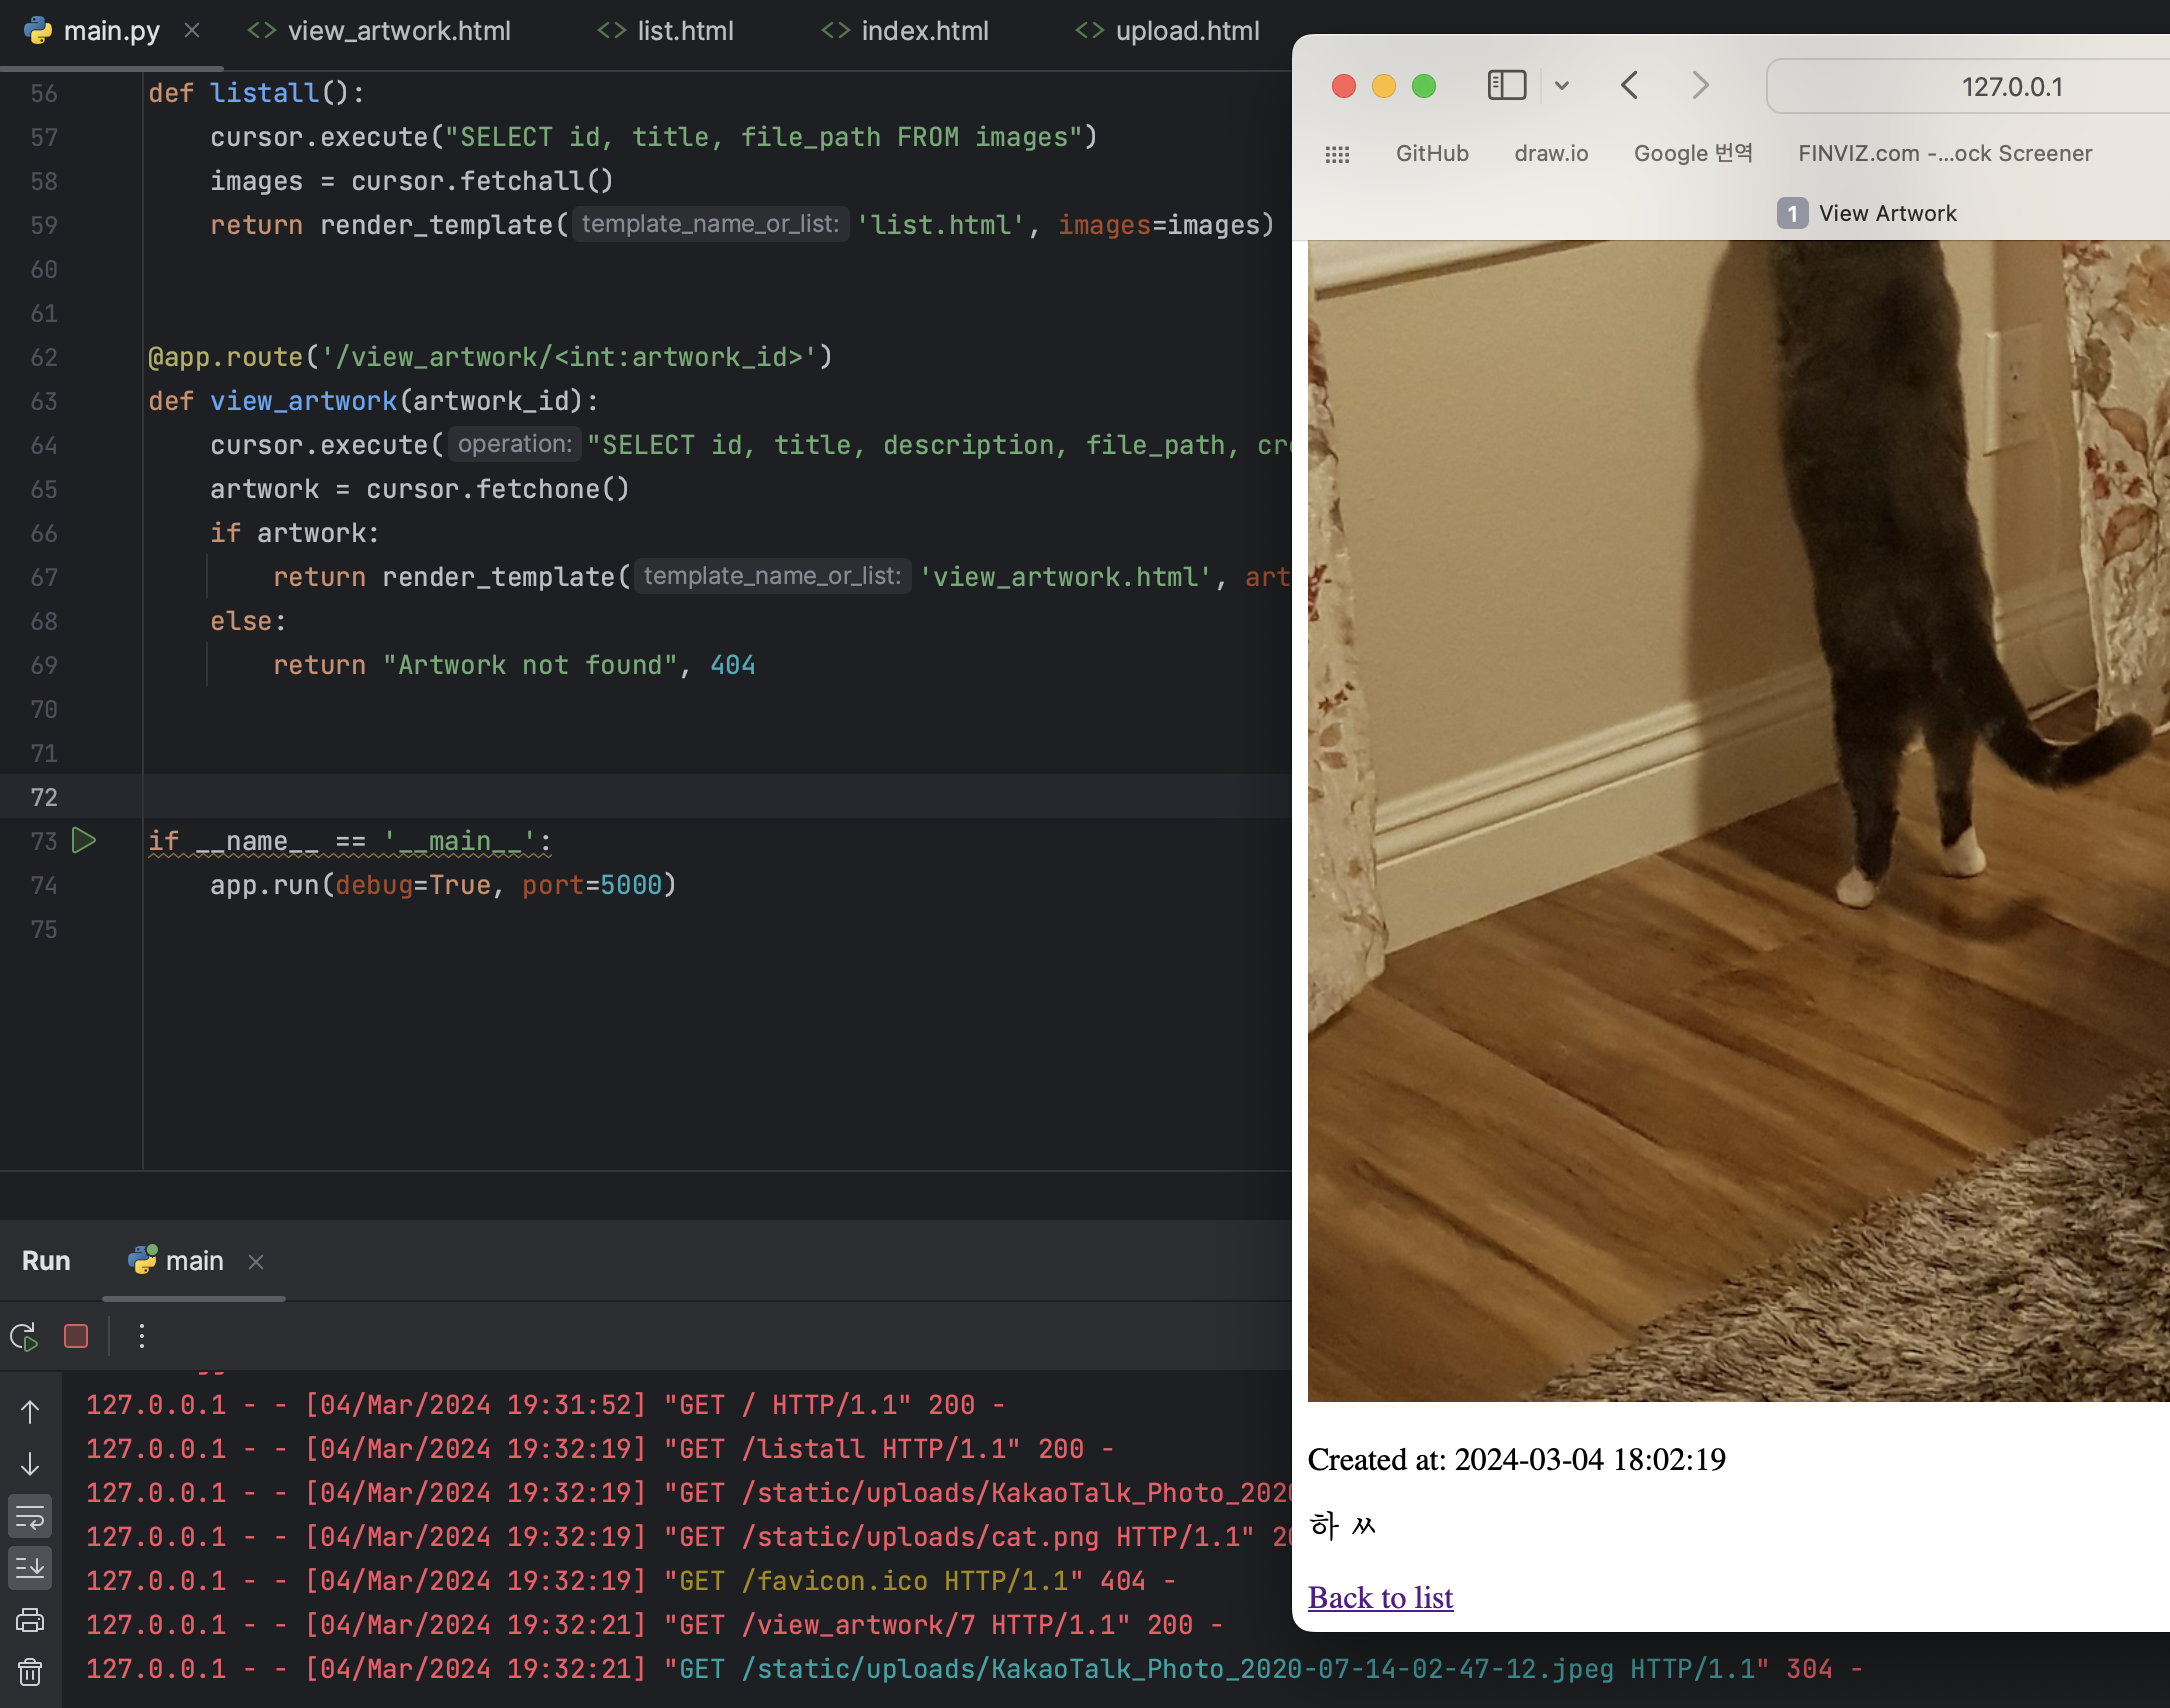 main.py
view_artwork.html
list.html
index.html
upload.html
56 def listall():
57 cursor.execute("SELECT id, title, file_path FROM images")
58 images = cursor.fetchall()
59 return render_template(template_name_or_list: 'list.html', images=images)
60
61
62 @app.route('/view_artwork/<int:artwork_id>')
63 def view_artwork(artwork_id):
64 cursor.execute(operation: "SELECT id, title, description, file_path, cr
65 artwork = cursor.fetchone()
66 if artwork:
67 return render_template(template_name_or_list: 'view_artwork.html', art
68 else:
69 return "Artwork not found", 404
70
71
72
73 if __name__ == '__main__':
74 app.run(debug=True, port=5000)
75
Run
main
127.0.0.1 - - [04/Mar/2024 19:31:52] "GET / HTTP/1.1" 200 -
127.0.0.1 - - [04/Mar/2024 19:32:19] "GET /listall HTTP/1.1" 200 -
127.0.0.1 - - [04/Mar/2024 19:32:19] "GET /static/uploads/KakaoTalk_Photo_202
127.0.0.1 - - [04/Mar/2024 19:32:19] "GET /static/uploads/cat.png HTTP/1.1" 2
127.0.0.1 - - [04/Mar/2024 19:32:19] "GET /favicon.ico HTTP/1.1" 404 -
127.0.0.1 - - [04/Mar/2024 19:32:21] "GET /view_artwork/7 HTTP/1.1" 200 -
127.0.0.1 - - [04/Mar/2024 19:32:21] "GET /static/uploads/KakaoTalk_Photo_2020-07-14-02-47-12.jpeg HTTP/1.1" 304 -
127.0.0.1
GitHub
draw.io
Google 번역
FINVIZ.com -...ock Screener
1 View Artwork
Created at: 2024-03-04 18:02:19
하 ㅆ
Back to list